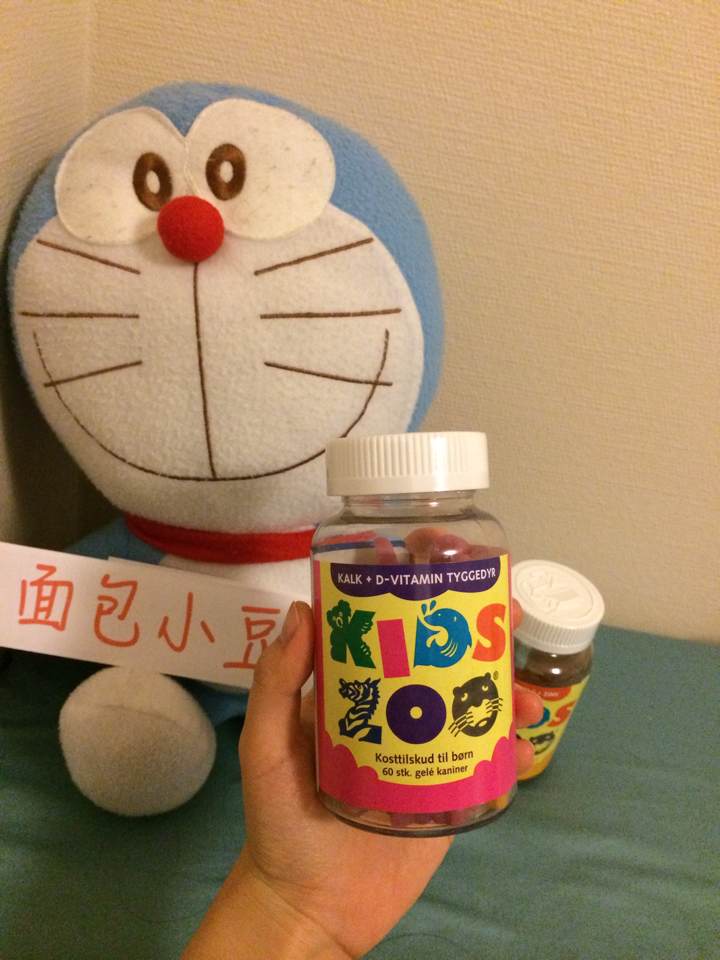 面包小豆
KALK + D-VITAMIN TYGGEDYR
KIDS
ZOO®
Kosttilskud til børn
60 stk. gelé kaniner